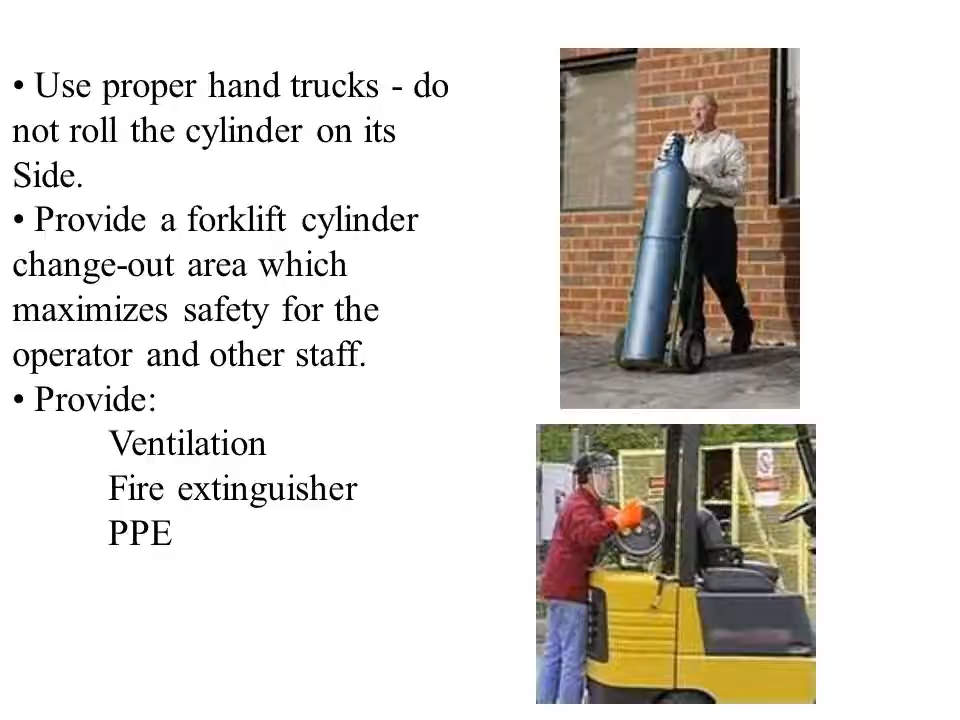 • Use proper hand trucks - do
not roll the cylinder on its
Side.
• Provide a forklift cylinder
change-out area which
maximizes safety for the
operator and other staff.
• Provide:
Ventilation
Fire extinguisher
PPE